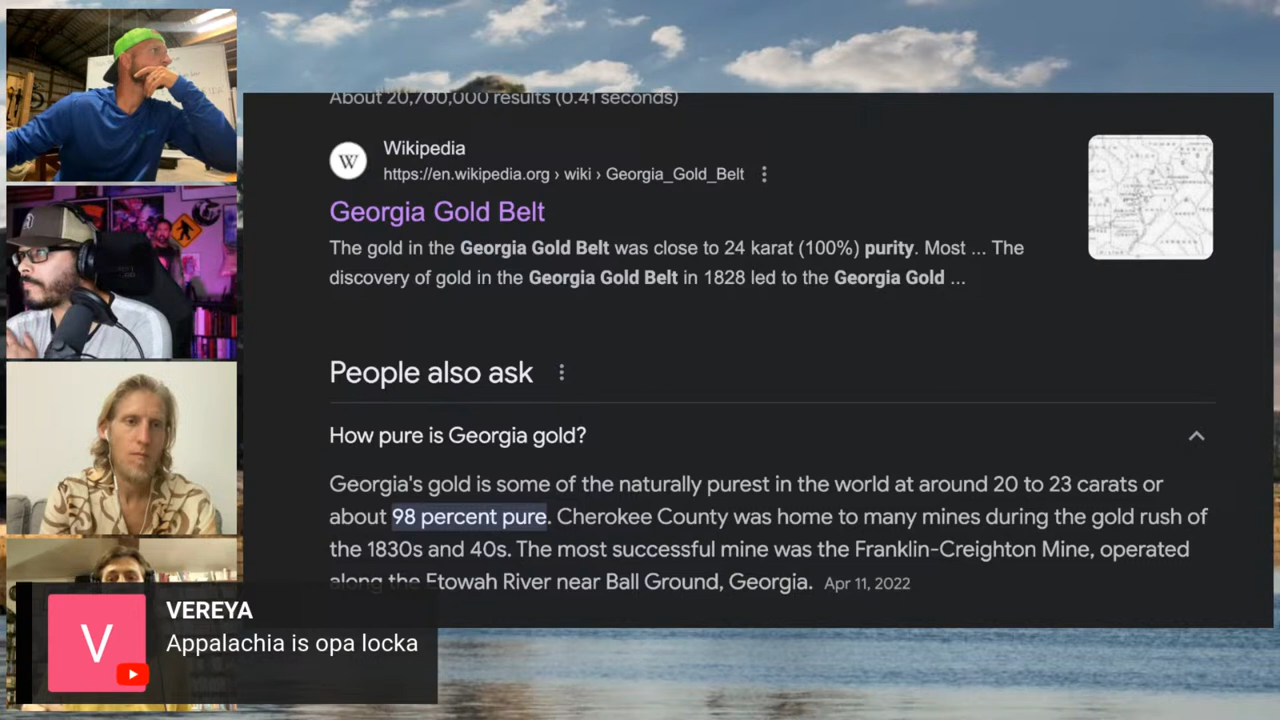 About 20,700,000 results (0.41 seconds)
W
Wikipedia
https://en.wikipedia.org › wiki › Georgia_Gold_Belt
Georgia Gold Belt
The gold in the Georgia Gold Belt was close to 24 karat (100%) purity. Most ... The
discovery of gold in the Georgia Gold Belt in 1828 led to the Georgia Gold ...
People also ask
How pure is Georgia gold?
Georgia's gold is some of the naturally purest in the world at around 20 to 23 carats or
about 98 percent pure. Cherokee County was home to many mines during the gold rush of
the 1830s and 40s. The most successful mine was the Franklin-Creighton Mine, operated
along the Etowah River near Ball Ground, Georgia. Apr 11, 2022
V
VEREYA
Appalachia is opa locka